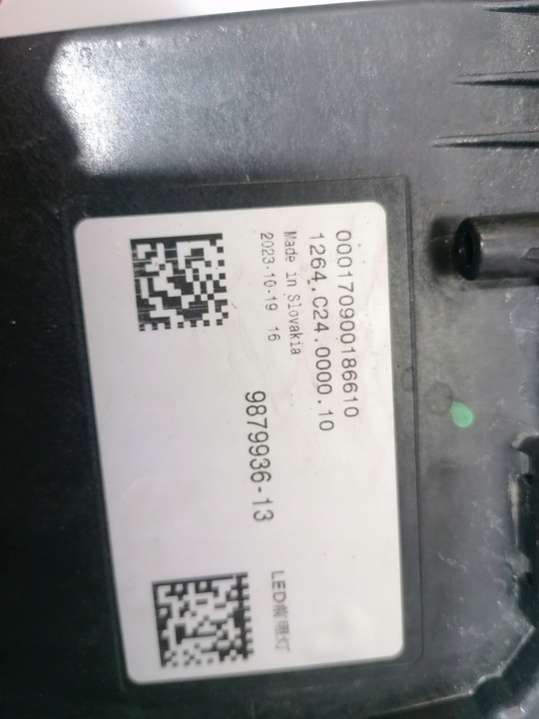 000170900186610
1264.C24.0000.10
Made in Slovakia
2023-10-19 16
9879936-13
LED前照灯